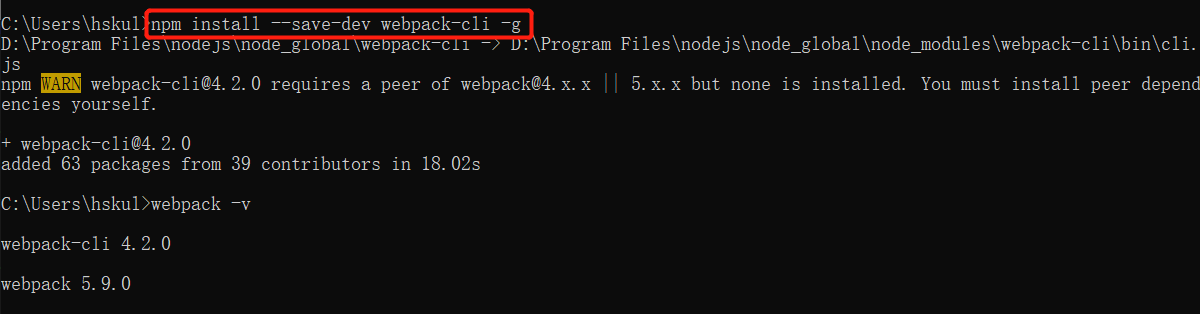 C:\Users\hskul>npm install --save-dev webpack-cli -g
D:\Program Files\nodejs\node_global\webpack-cli -> D:\Program Files\nodejs\node_global\node_modules\webpack-cli\bin\cli.
js
npm WARN webpack-cli@4.2.0 requires a peer of webpack@4.x.x || 5.x.x but none is installed. You must install peer depend
encies yourself.
+ webpack-cli@4.2.0
added 63 packages from 39 contributors in 18.02s
C:\Users\hskul>webpack -v
webpack-cli 4.2.0
webpack 5.9.0